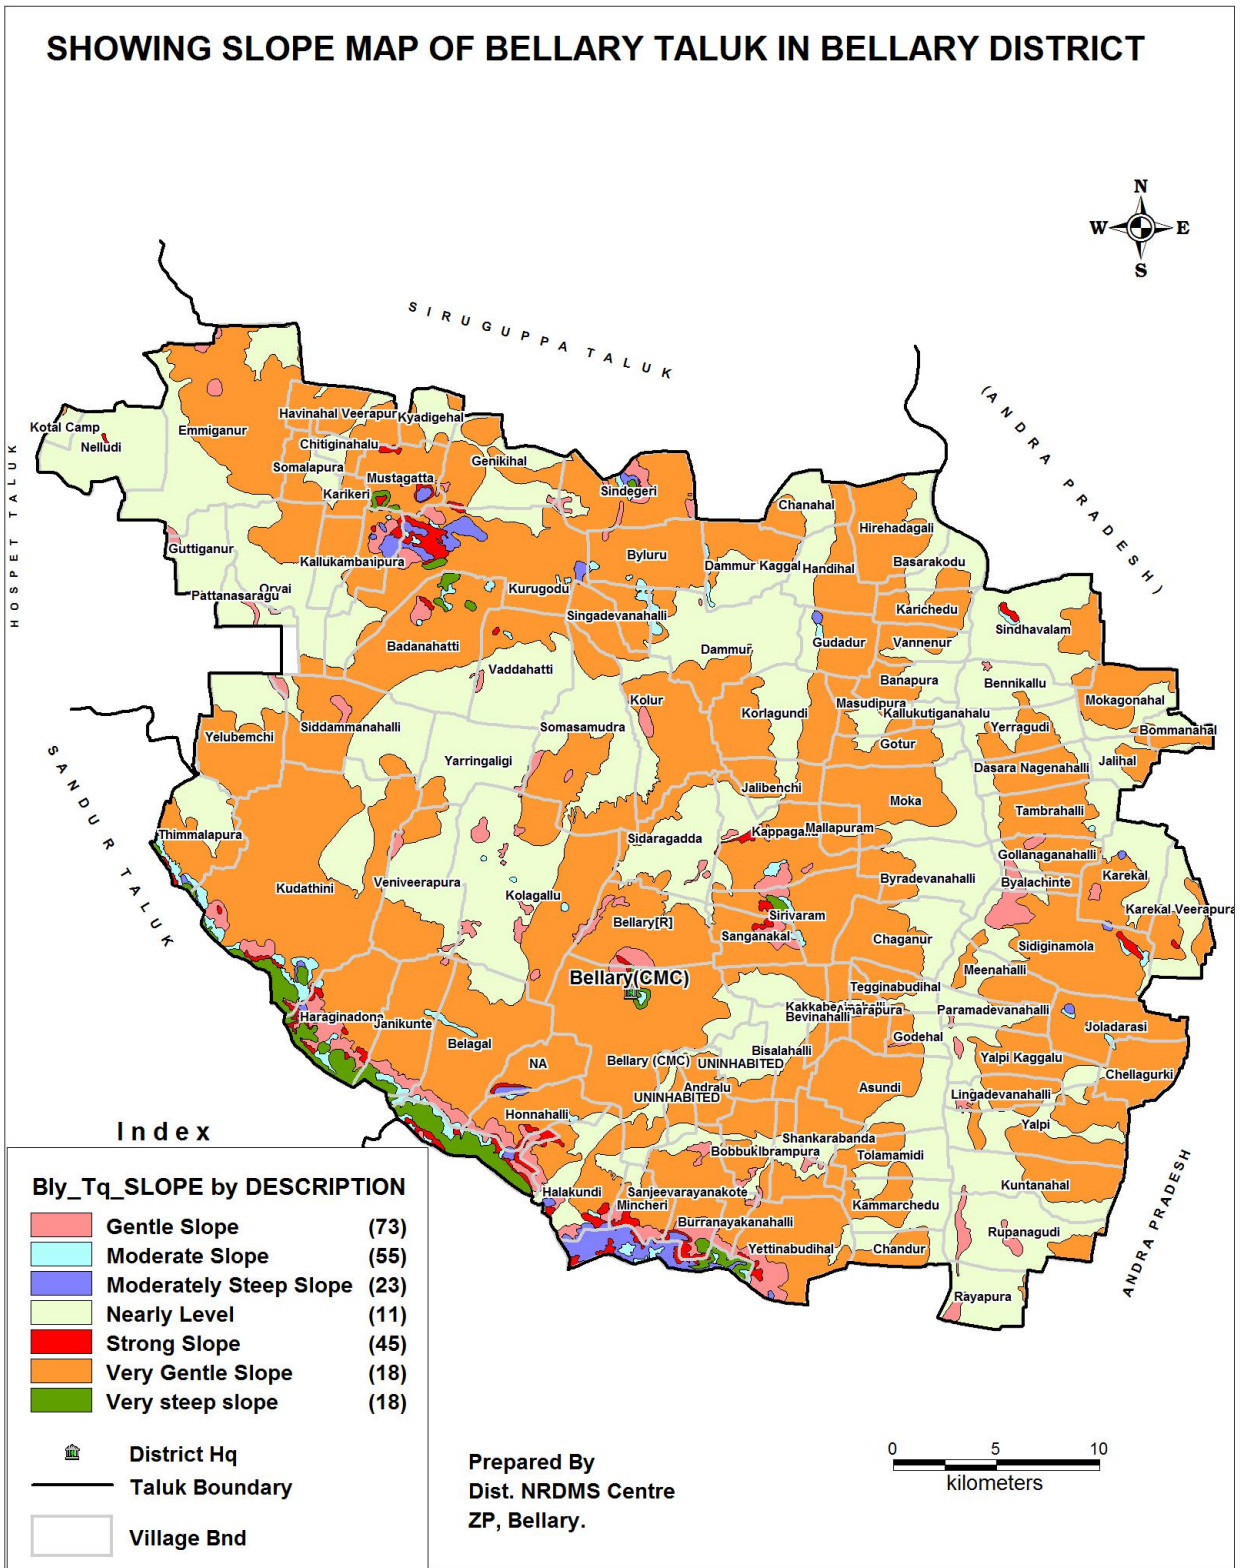 SHOWING SLOPE MAP OF BELLARY TALUK IN BELLARY DISTRICT
N
W
E
S
SIRUGUPPA TALUK
(ANDRA PRADESH)
HOSPET TALUK
SANDUR TALUK
ANDRA PRADESH
Kotal Camp
Nelludi
Emmiganur
Havinahal Veerapur
Kyadigehal
Chitiginahalu
Somalapura
Mustagatta
Genikihal
Karikeri
Sindegeri
Chanahal
Hirehadagali
Guttiganur
Kallukambaipura
Byluru
Dammur Kaggal
Handihal
Basarakodu
Orvai
Pattanasaragu
Kurugodu
Singadevanahalli
Karichedu
Sindhavalam
Badanahatti
Dammur
Gudadur
Vannenur
Vaddahatti
Banapura
Bennikallu
Kolur
Masudipura
Mokagonahal
Siddammanahalli
Somasamudra
Korlagundi
Kallukutiganahalu
Yelubemchi
Yerragudi
Bommanahal
Gotur
Yarringaligi
Dasara Nagenahalli
Jalihal
Jalibenchi
Moka
Tambrahalli
Thimmalapura
Sidaragadda
Mallapuram
Gollanaganahalli
Kudathini
Veniveerapura
Kolagallu
Byradevanahalli
Byalachinte
Karekal
Bellary[R]
Sirivaram
Karekal Veerapura
Sanganakal
Chaganur
Sidiginamola
Meenahalli
Bellary(CMC)
Tegginabudihal
Haraginadona
Janikunte
Bevinahalli
Amarapura
Paramadevanahalli
Joladarasi
Belagal
Godehal
Bisalahalli
NA
Bellary (CMC)
UNINHABITED
Yalpi Kaggalu
Chellagurki
Andralu
Asundi
UNINHABITED
Lingadevanahalli
Honnahalli
Yalpi
Shankarabanda
Ibrampura
Tolamamidi
Halakundi
Sanjeevarayanakote
Kuntanahal
Mincheri
Kammarchedu
Burranayakanahalli
Rupanagudi
Yettinabudihal
Chandur
Rayapura
Index
Bly_Tq_SLOPE by DESCRIPTION
Gentle Slope (73)
Moderate Slope (55)
Moderately Steep Slope (23)
Nearly Level (11)
Strong Slope (45)
Very Gentle Slope (18)
Very steep slope (18)
District Hq
Taluk Boundary
Village Bnd
Prepared By
Dist. NRDMS Centre
ZP, Bellary.
0 5 10
kilometers